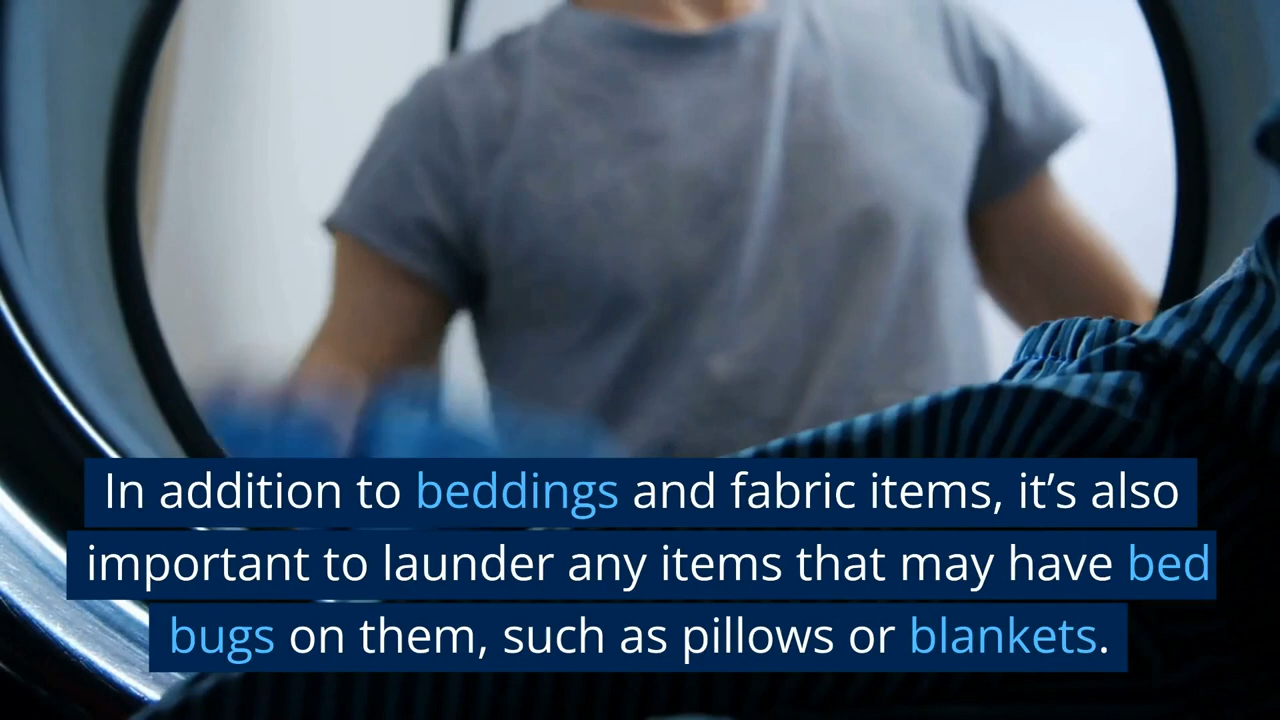 In addition to beddings and fabric items, it’s also
important to launder any items that may have bed
bugs on them, such as pillows or blankets.